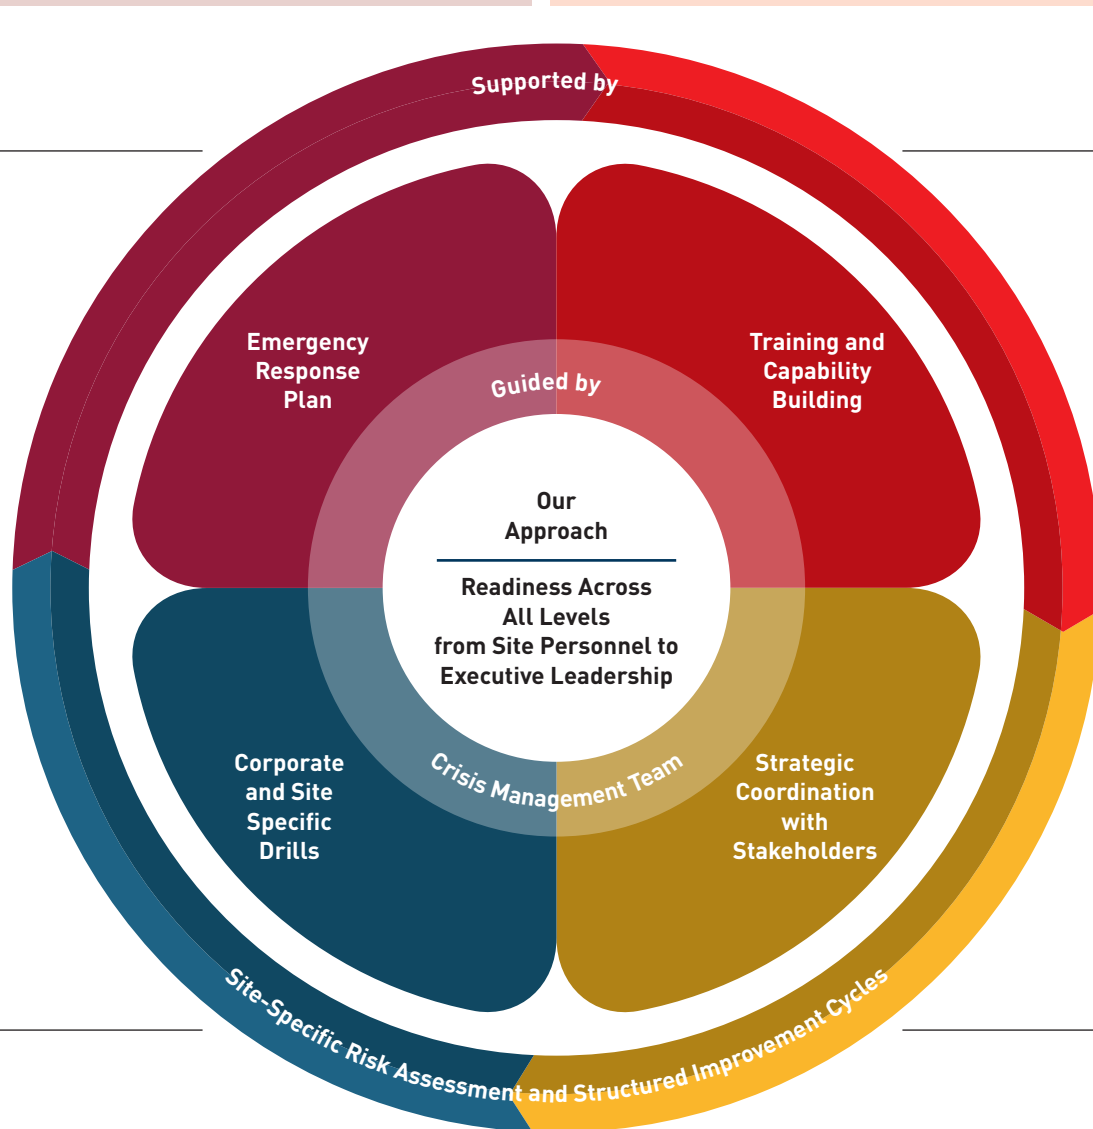 Supported by
Emergency
Response
Plan
Training and
Capability
Building
Guided by
Our
Approach
Readiness Across
All Levels
from Site Personnel to
Executive Leadership
Crisis Management Team
Corporate
and Site
Specific
Drills
Strategic
Coordination
with
Stakeholders
Site-Specific Risk Assessment and Structured Improvement Cycles